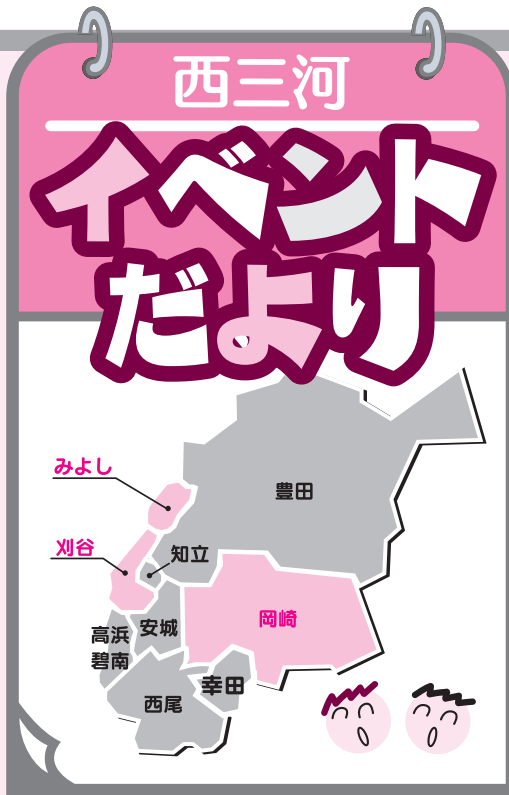 西三河
イベント
だより
みよし
豊田
刈谷
知立
岡崎
高浜
安城
碧南
幸田
西尾